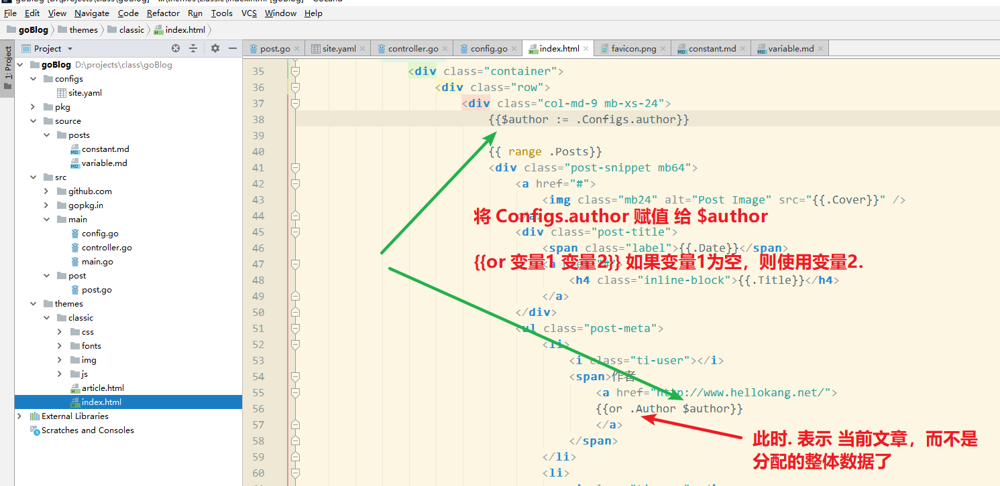 goBlog [D:\projects\class\goBlog] - ...\themes\classic\index.html [goBlog] - GoLand
File Edit View Navigate Code Refactor Run Tools VCS Window Help
goBlog themes classic index.html
1: Project
Project
post.go site.yaml controller.go config.go index.html favicon.png constant.md variable.md
goBlog D:\projects\class\goBlog
configs
site.yaml
pkg
source
posts
constant.md
variable.md
src
github.com
gopkg.in
main
config.go
controller.go
main.go
post
post.go
themes
classic
css
fonts
img
js
article.html
index.html
External Libraries
Scratches and Consoles
35 <div class="container">
36 <div class="row">
37 <div class="col-md-9 mb-xs-24">
38 {{$author := .Configs.author}}
39
40 {{ range .Posts}}
41 <div class="post-snippet mb64">
42 <a href="#">
43 <img class="mb24" alt="Post Image" src="{{.Cover}}" />
将 Configs.author 赋值 给 $author
44 </a>
45 <div class="post-title">
46 <span class="label">{{.Date}}</span>
{{or 变量1 变量2}} 如果变量1为空，则使用变量2.
47 <a href="#">
48 <h4 class="inline-block">{{.Title}}</h4>
49 </a>
50 </div>
51 <ul class="post-meta">
52 <li>
53 <i class="ti-user"></i>
54 <span>作者
55 <a href="http://www.hellokang.net/">
56 {{or .Author $author}}
57 </a>
58 </span>
59 </li>
60 <li>
此时. 表示 当前文章，而不是
分配的整体数据了